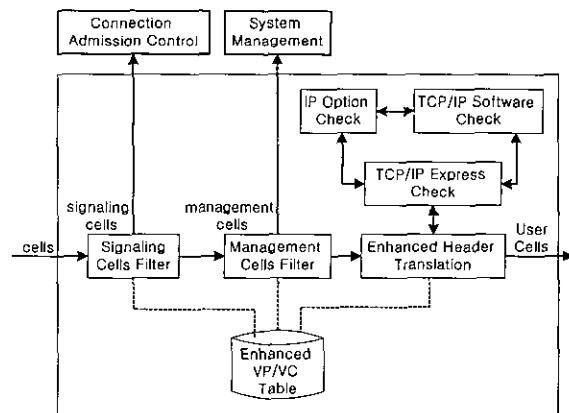 Connection
Admission Control
System
Management
IP Option
Check
TCP/IP Software
Check
TCP/IP Express
Check
signaling
cells
management
cells
User
Cells
cells
Signaling
Cells Filter
Management
Cells Filter
Enhanced Header
Translation
Enhanced
VP/VC
Table